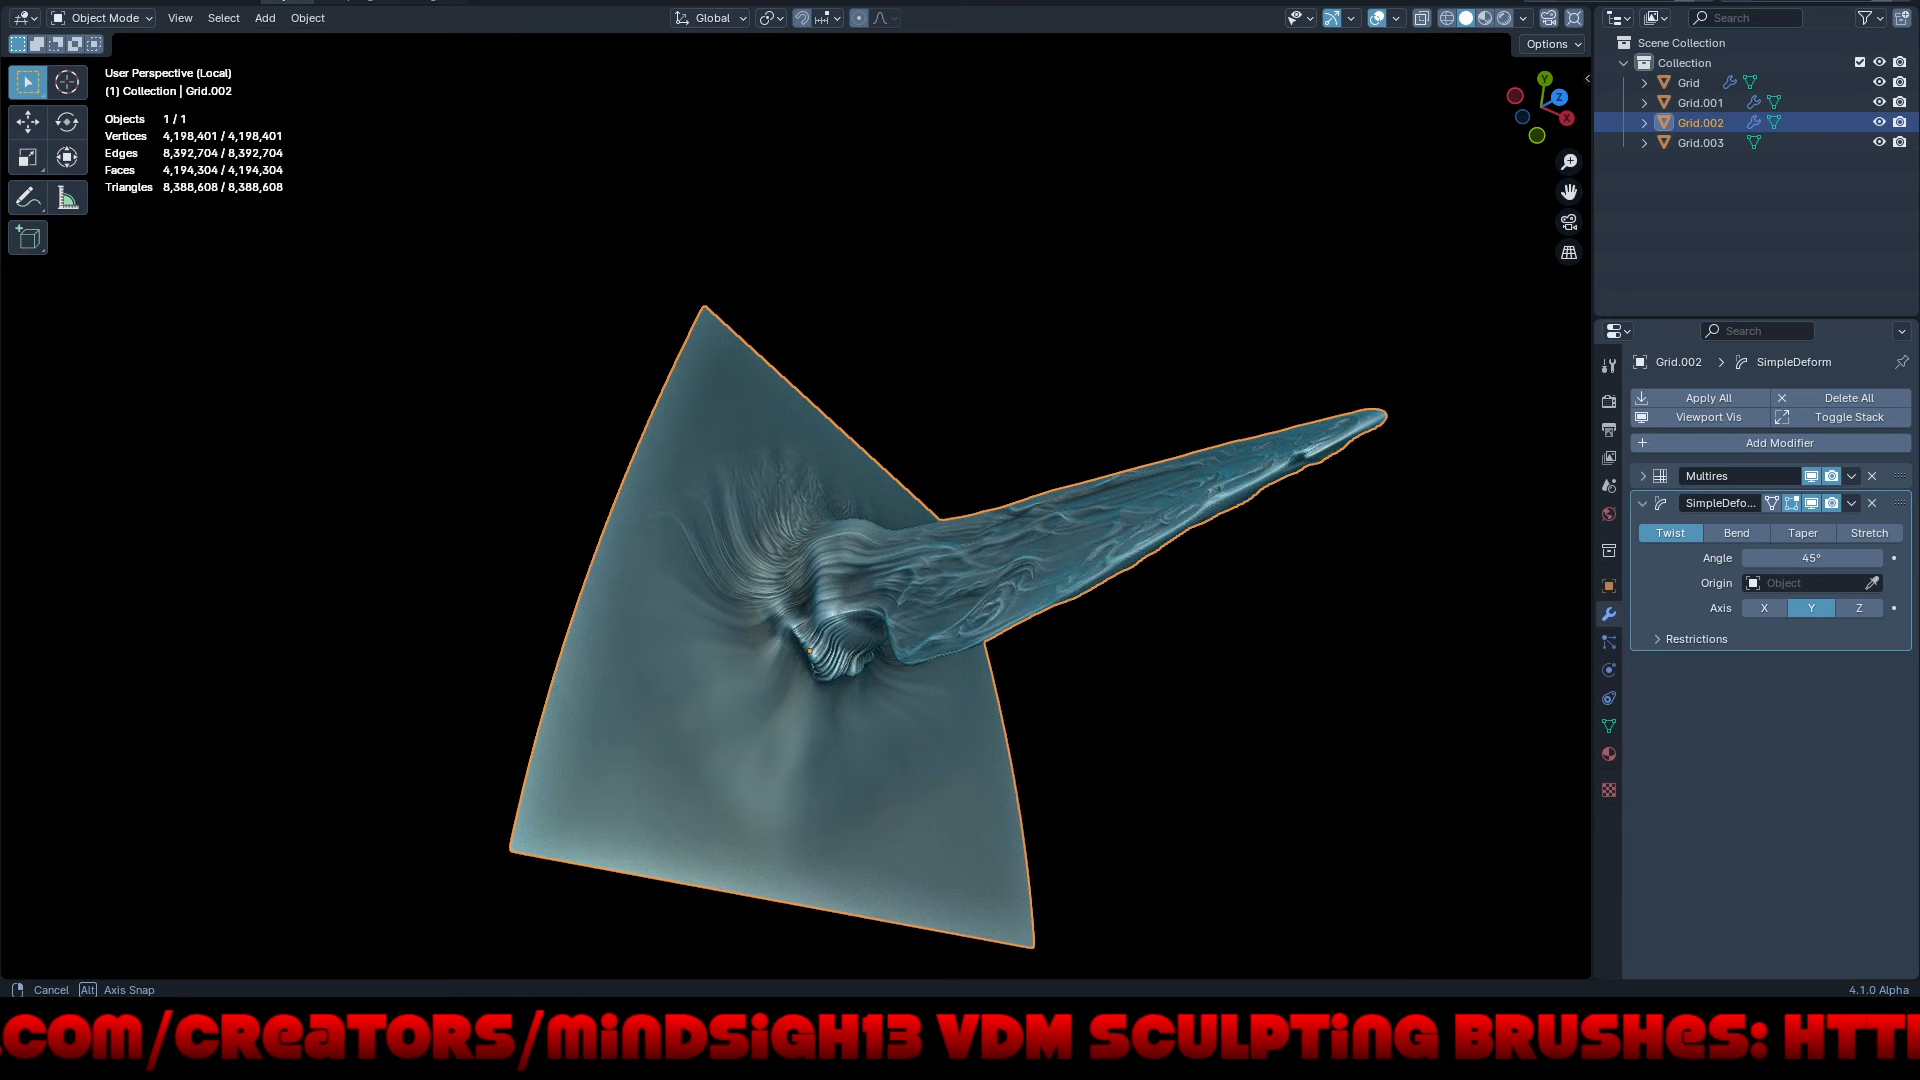 Object Mode View Select Add Object Global
Options
User Perspective (Local)
(1) Collection | Grid.002
Objects 1 / 1
Vertices 4,198,401 / 4,198,401
Edges 8,392,704 / 8,392,704
Faces 4,194,304 / 4,194,304
Triangles 8,388,608 / 8,388,608
Y
Z
X
Search
Scene Collection
Collection
Grid
Grid.001
Grid.002
Grid.003
Search
Grid.002 SimpleDeform
Apply All Delete All
Viewport Vis Toggle Stack
Add Modifier
Multires
SimpleDefo...
Twist Bend Taper Stretch
Angle 45°
Origin Object
Axis X Y Z
Restrictions
Cancel Alt Axis Snap 4.1.0 Alpha
.COM/CREATORS/MINDSIGH13 VDM SCULPTING BRUSHES: HTT